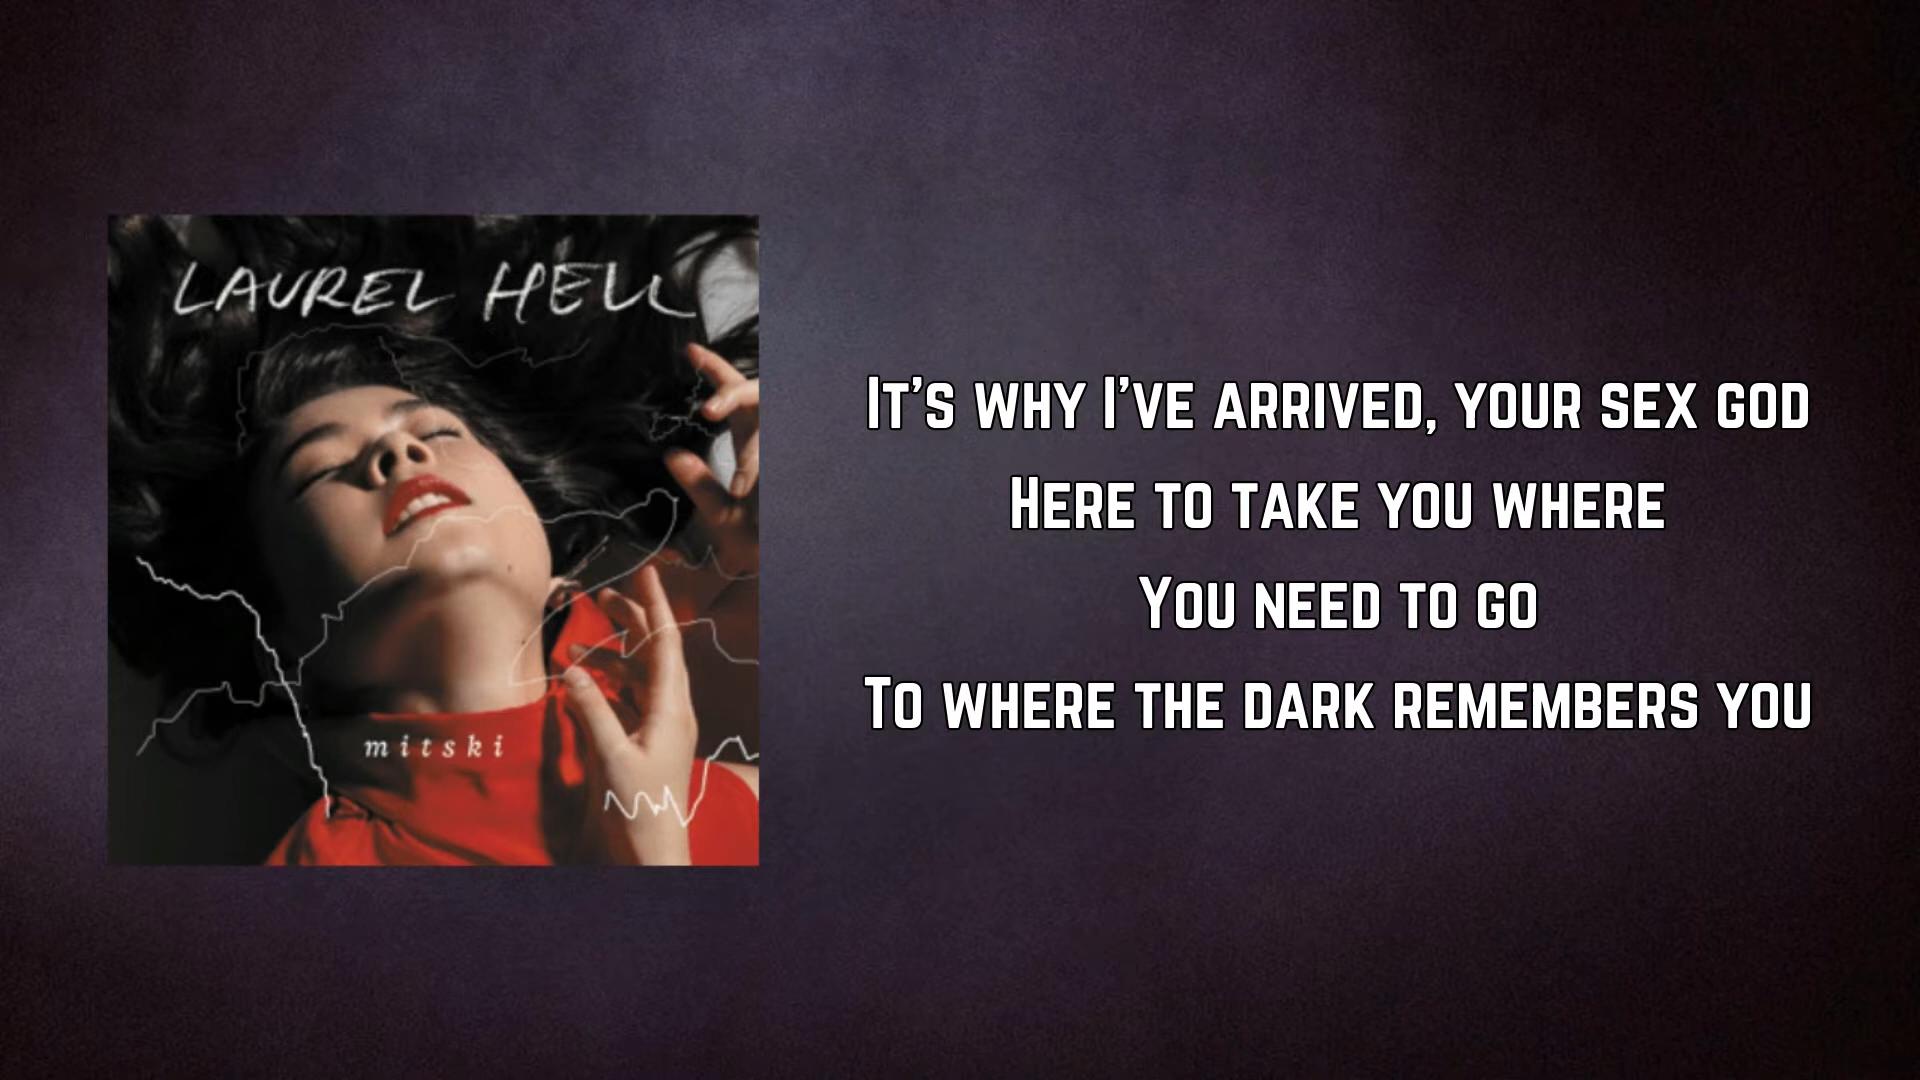 LAUREL HELL
mitski
It's why I've arrived, your sex god
Here to take you where
You need to go
To where the dark remembers you